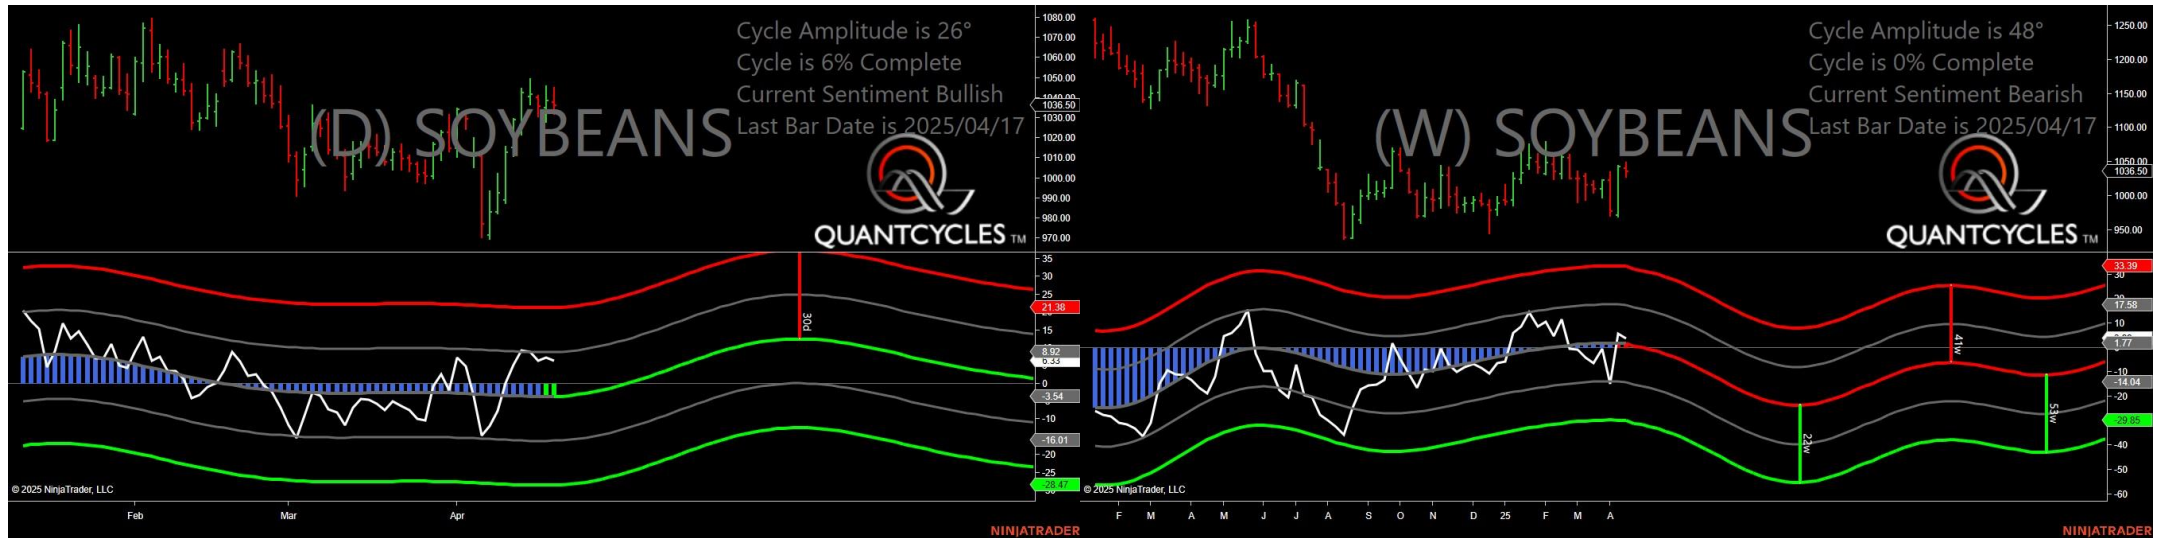 Cycle Amplitude is 26°
Cycle is 6% Complete
Current Sentiment Bullish
Last Bar Date is 2025/04/17
(D) SOYBEANS
QUANTCYCLES TM
1080.00
1070.00
1060.00
1050.00
1040.00
1036.50
1030.00
1020.00
1010.00
1000.00
990.00
980.00
970.00
35
30
25
21.38
15
8.92
6.33
0
-3.54
-10
-16.01
-20
-25
-28.47
30d
© 2025 NinjaTrader, LLC
Feb
Mar
Apr
NINJATRADER
Cycle Amplitude is 48°
Cycle is 0% Complete
Current Sentiment Bearish
Last Bar Date is 2025/04/17
(W) SOYBEANS
QUANTCYCLES TM
1250.00
1200.00
1150.00
1100.00
1050.00
1036.50
1000.00
950.00
33.39
30
17.58
10
1.77
-10
-14.04
-20
-29.85
-40
-50
-60
41w
22w
53w
© 2025 NinjaTrader, LLC
F
M
A
M
J
J
A
S
O
N
D
25
F
M
A
NINJATRADER